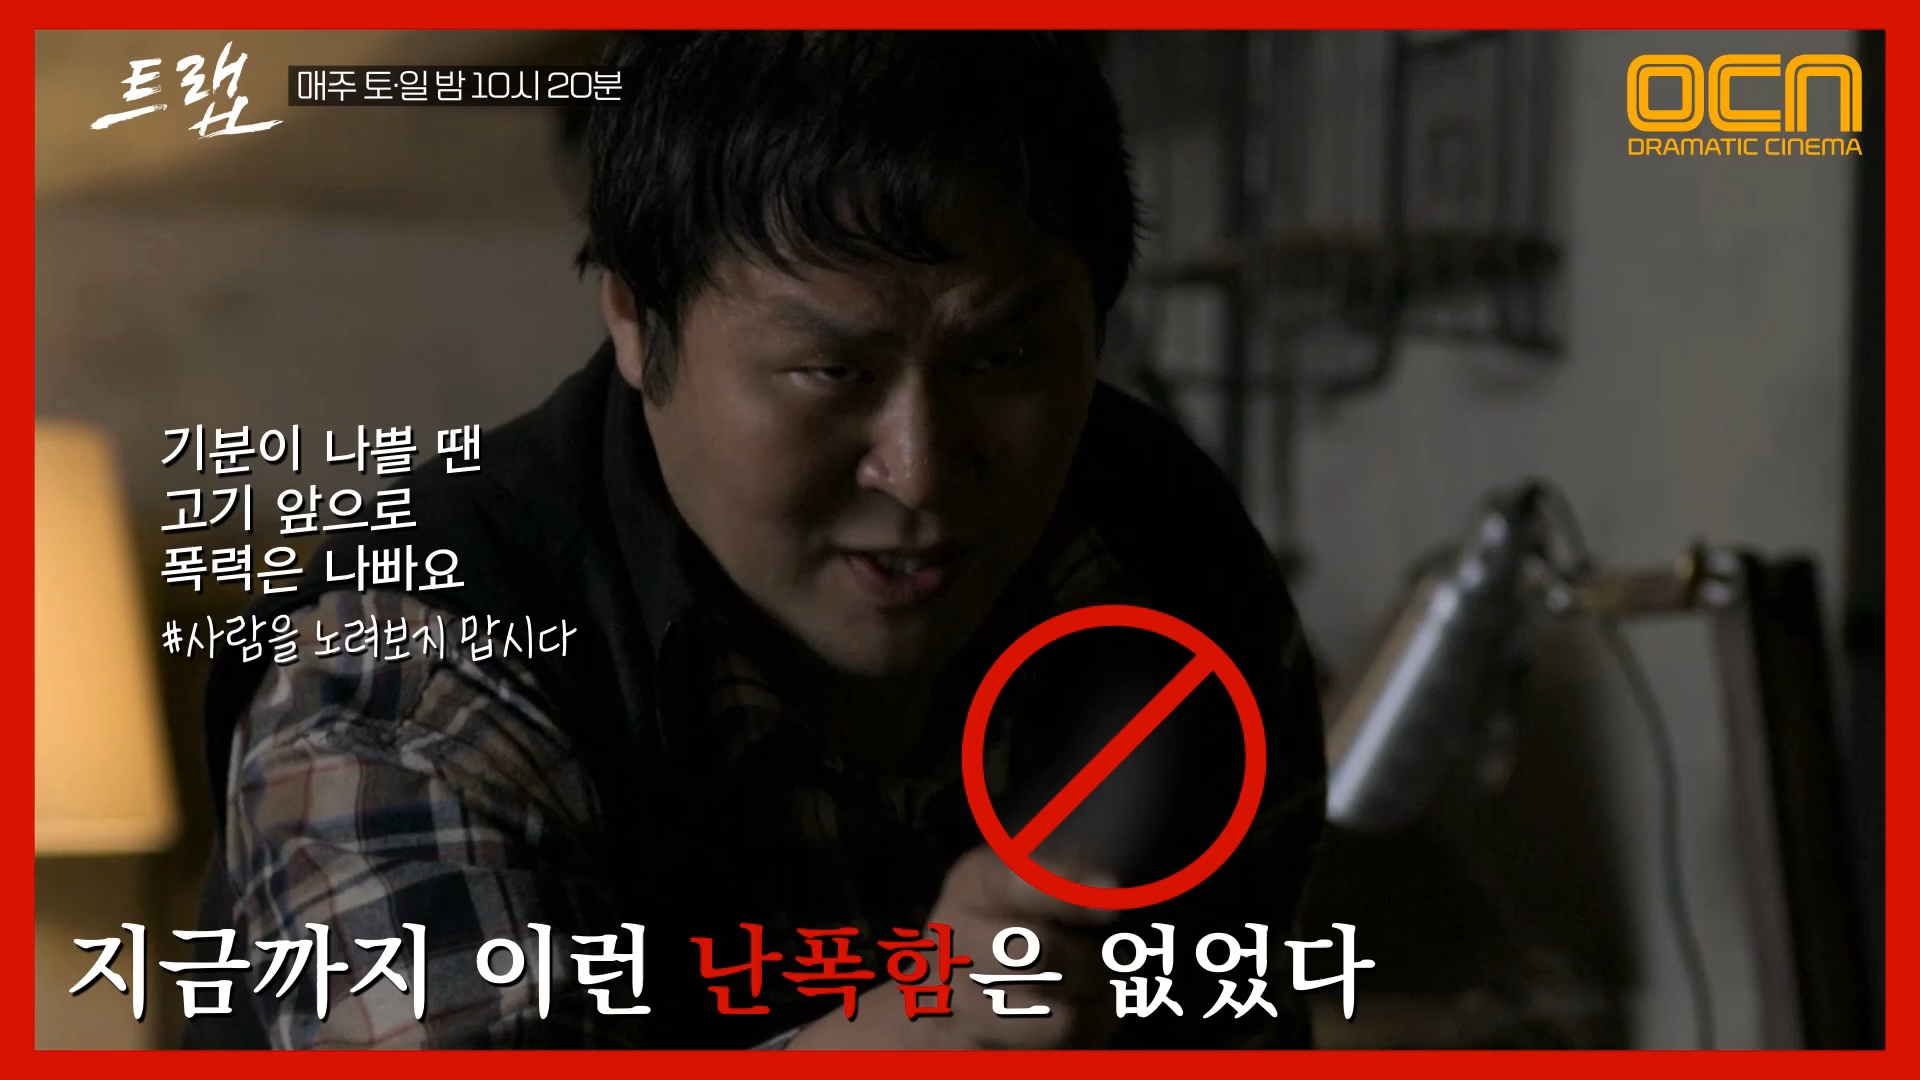 트랩
매주 토·일 밤 10시 20분
OCN
DRAMATIC CINEMA
기분이 나쁠 땐
고기 앞으로
폭력은 나빠요
#사람을 노려보지 맙시다
지금까지 이런 난폭함은 없었다